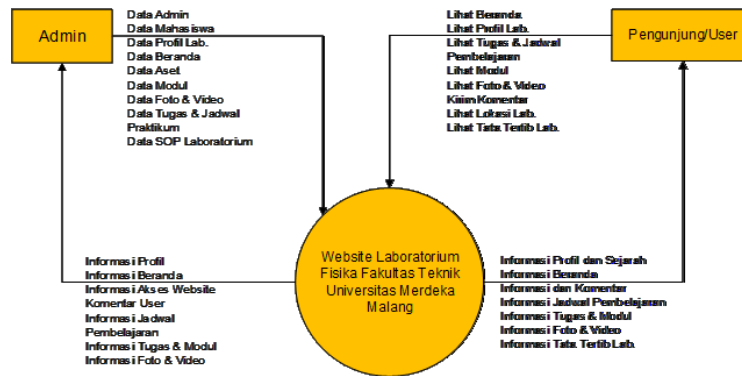 Admin
Data Admin
Data Mahasiswa
Data Profil Lab.
Data Beranda
Data Aset
Data Modul
Data Foto & Video
Data Tugas & Jadwal
Praktikum
Data SOP Laboratorium
Lihat Beranda
Lihat Profil Lab.
Lihat Tugas & Jadwal
Pembelajaran
Lihat Modul
Lihat Foto & Video
Kirim Komentar
Lihat Lokasi Lab.
Lihat Tata Tertib Lab.
Pengunjung/User
Website Laboratorium
Fisika Fakultas Teknik
Universitas Merdeka
Malang
Informasi Profil
Informasi Beranda
Informasi Akses Website
Komentar User
Informasi Jadwal
Pembelajaran
Informasi Tugas & Modul
Informasi Foto & Video
Informasi Profil dan Sejarah
Informasi Beranda
Informasi dan Komentar
Informasi Jadwal Pembelajaran
Informasi Tugas & Modul
Informasi Foto & Video
Informasi Tata Tertib Lab.